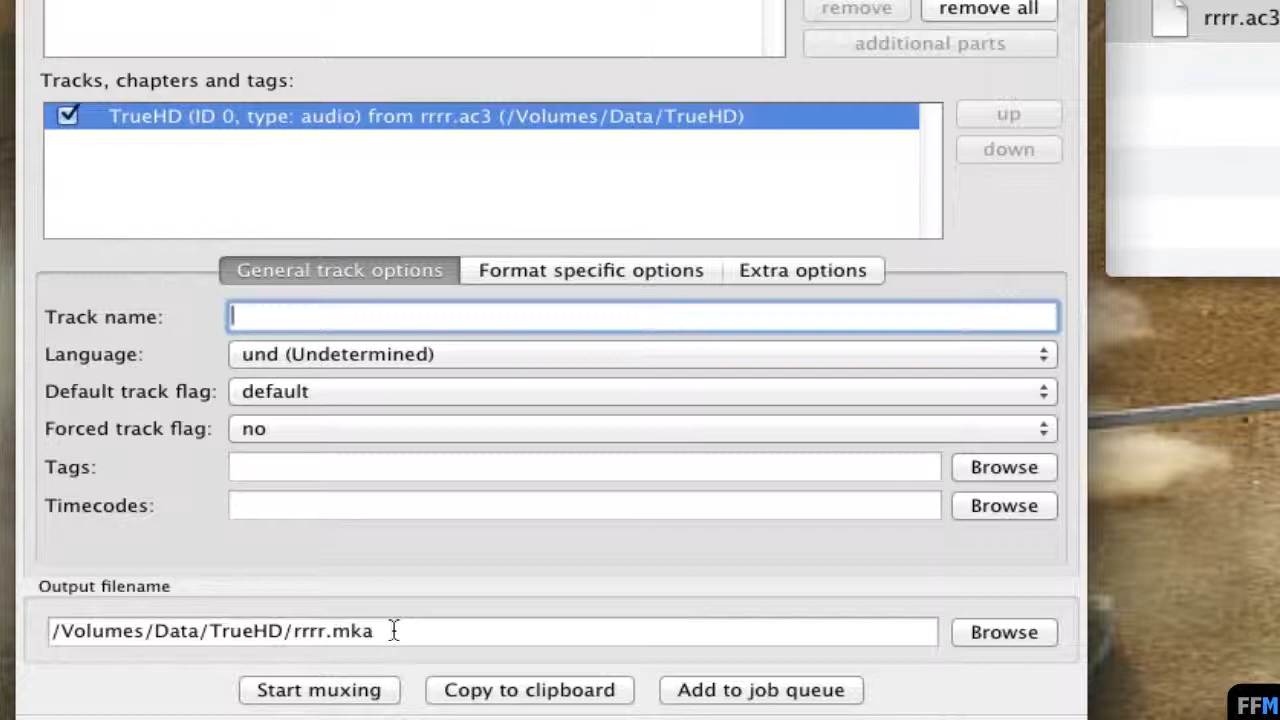 remove remove all
rrrr.ac3
additional parts
Tracks, chapters and tags:
TrueHD (ID 0, type: audio) from rrrr.ac3 (/Volumes/Data/TrueHD)
up
down
General track options Format specific options Extra options
Track name:
Language: und (Undetermined)
Default track flag: default
Forced track flag: no
Tags: Browse
Timecodes: Browse
Output filename
/Volumes/Data/TrueHD/rrrr.mka Browse
Start muxing Copy to clipboard Add to job queue
FFM